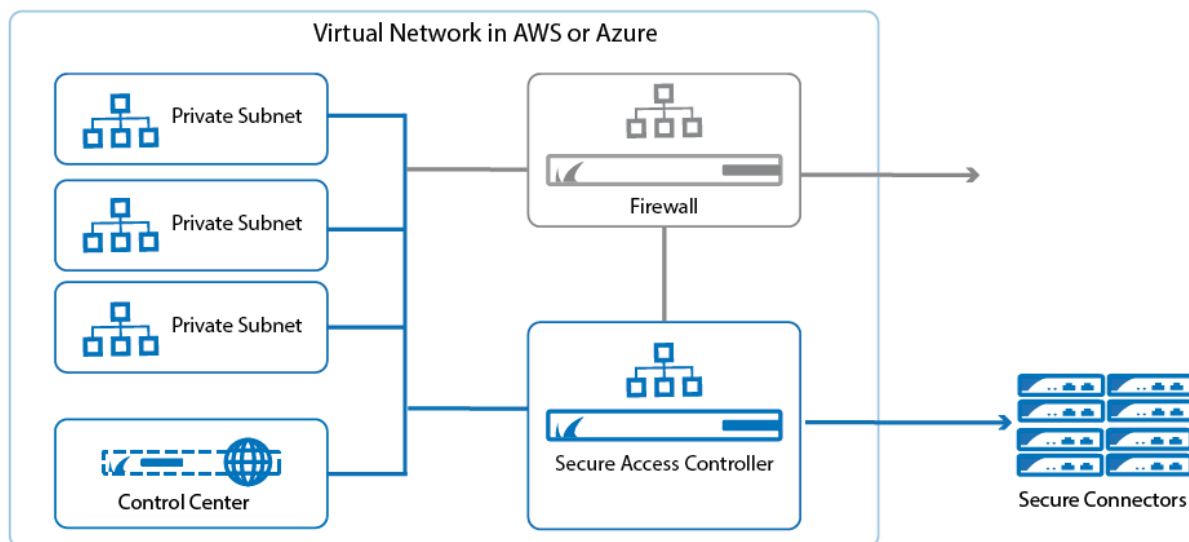 Virtual Network in AWS or Azure
Private Subnet
Private Subnet
Private Subnet
Control Center
Firewall
Secure Access Controller
Secure Connectors